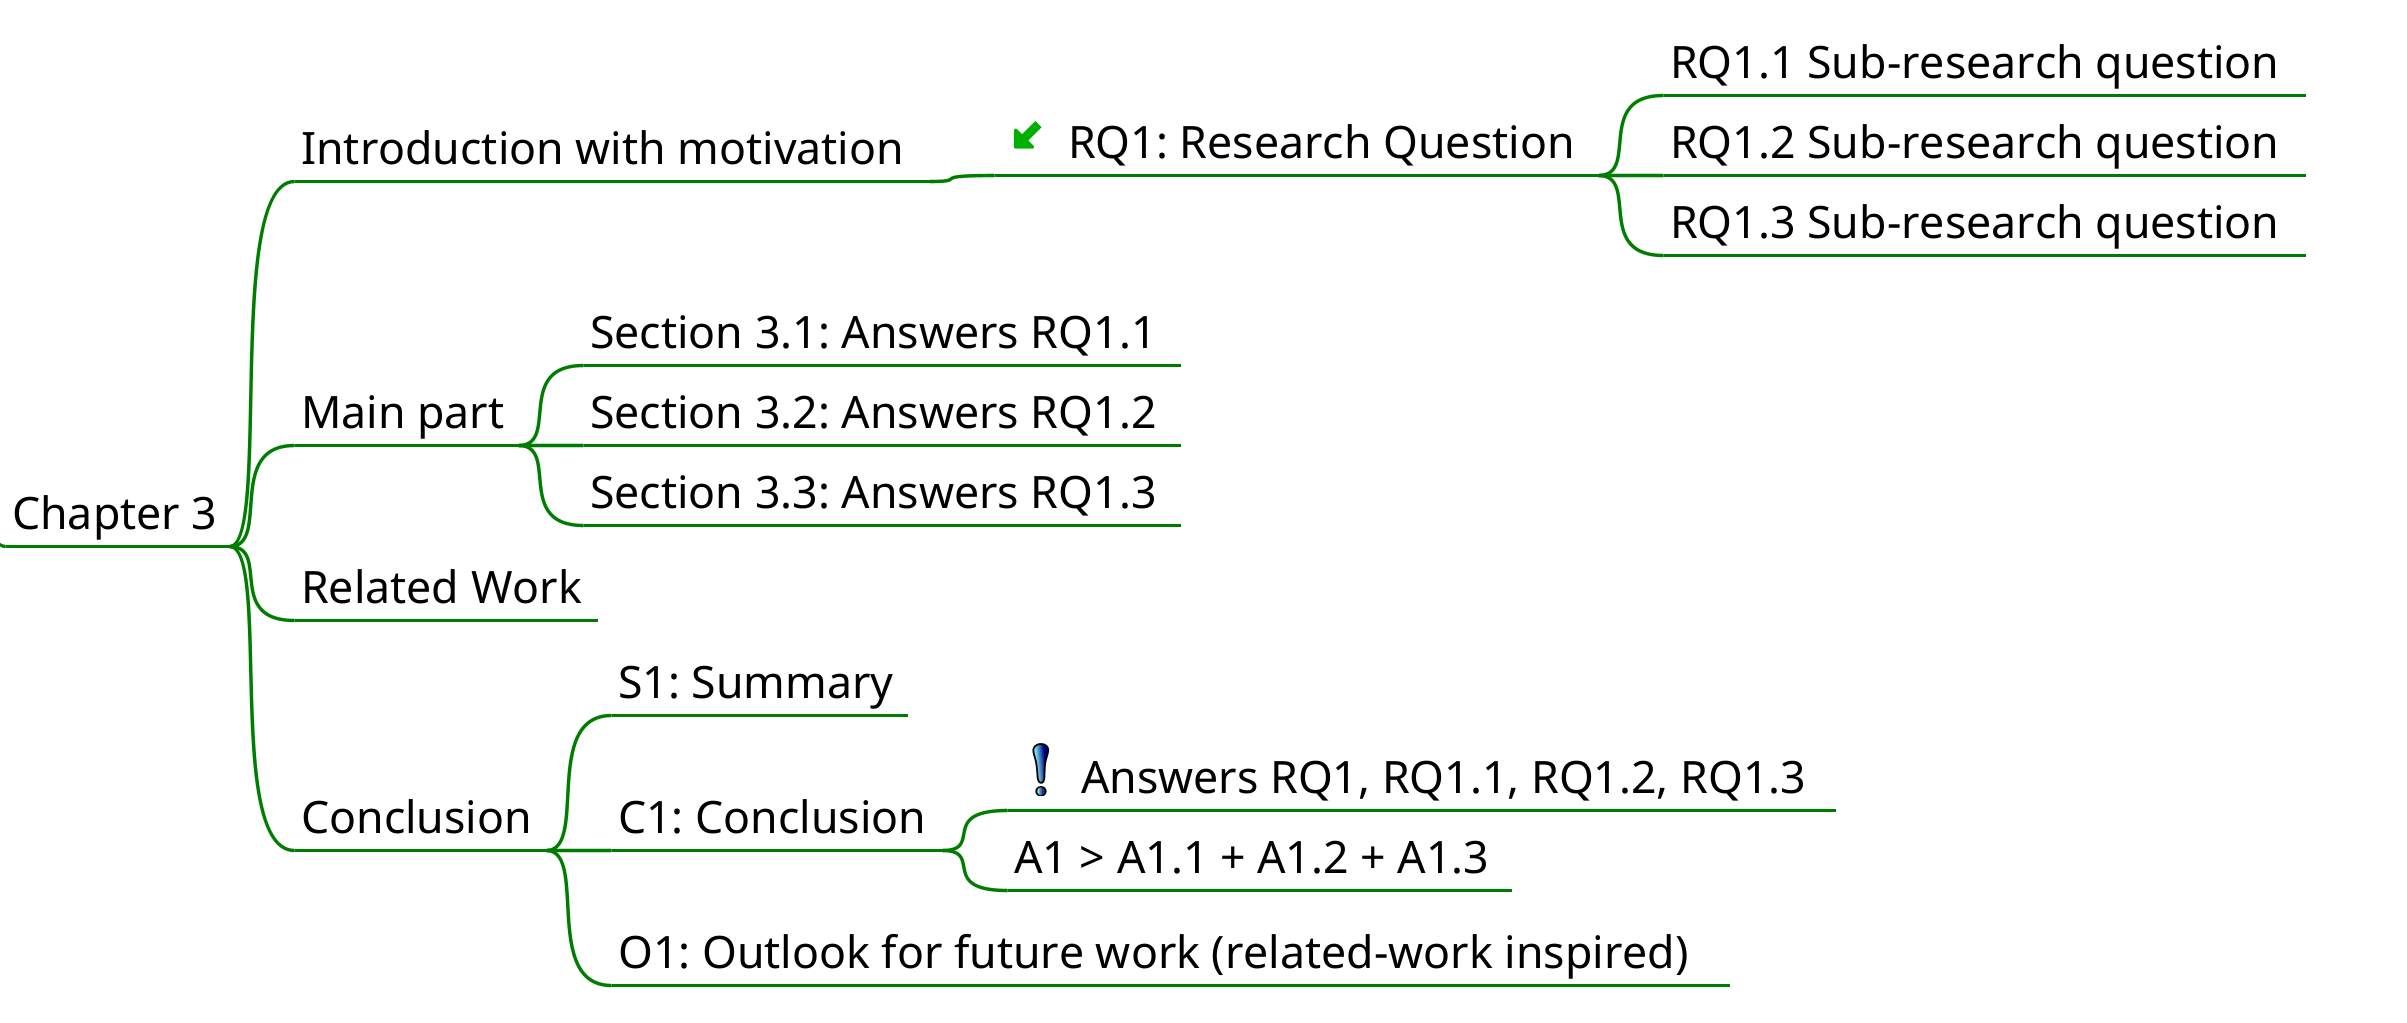 Chapter 3
Introduction with motivation
RQ1: Research Question
RQ1.1 Sub-research question
RQ1.2 Sub-research question
RQ1.3 Sub-research question
Main part
Section 3.1: Answers RQ1.1
Section 3.2: Answers RQ1.2
Section 3.3: Answers RQ1.3
Related Work
Conclusion
S1: Summary
C1: Conclusion
Answers RQ1, RQ1.1, RQ1.2, RQ1.3
A1 > A1.1 + A1.2 + A1.3
O1: Outlook for future work (related-work inspired)